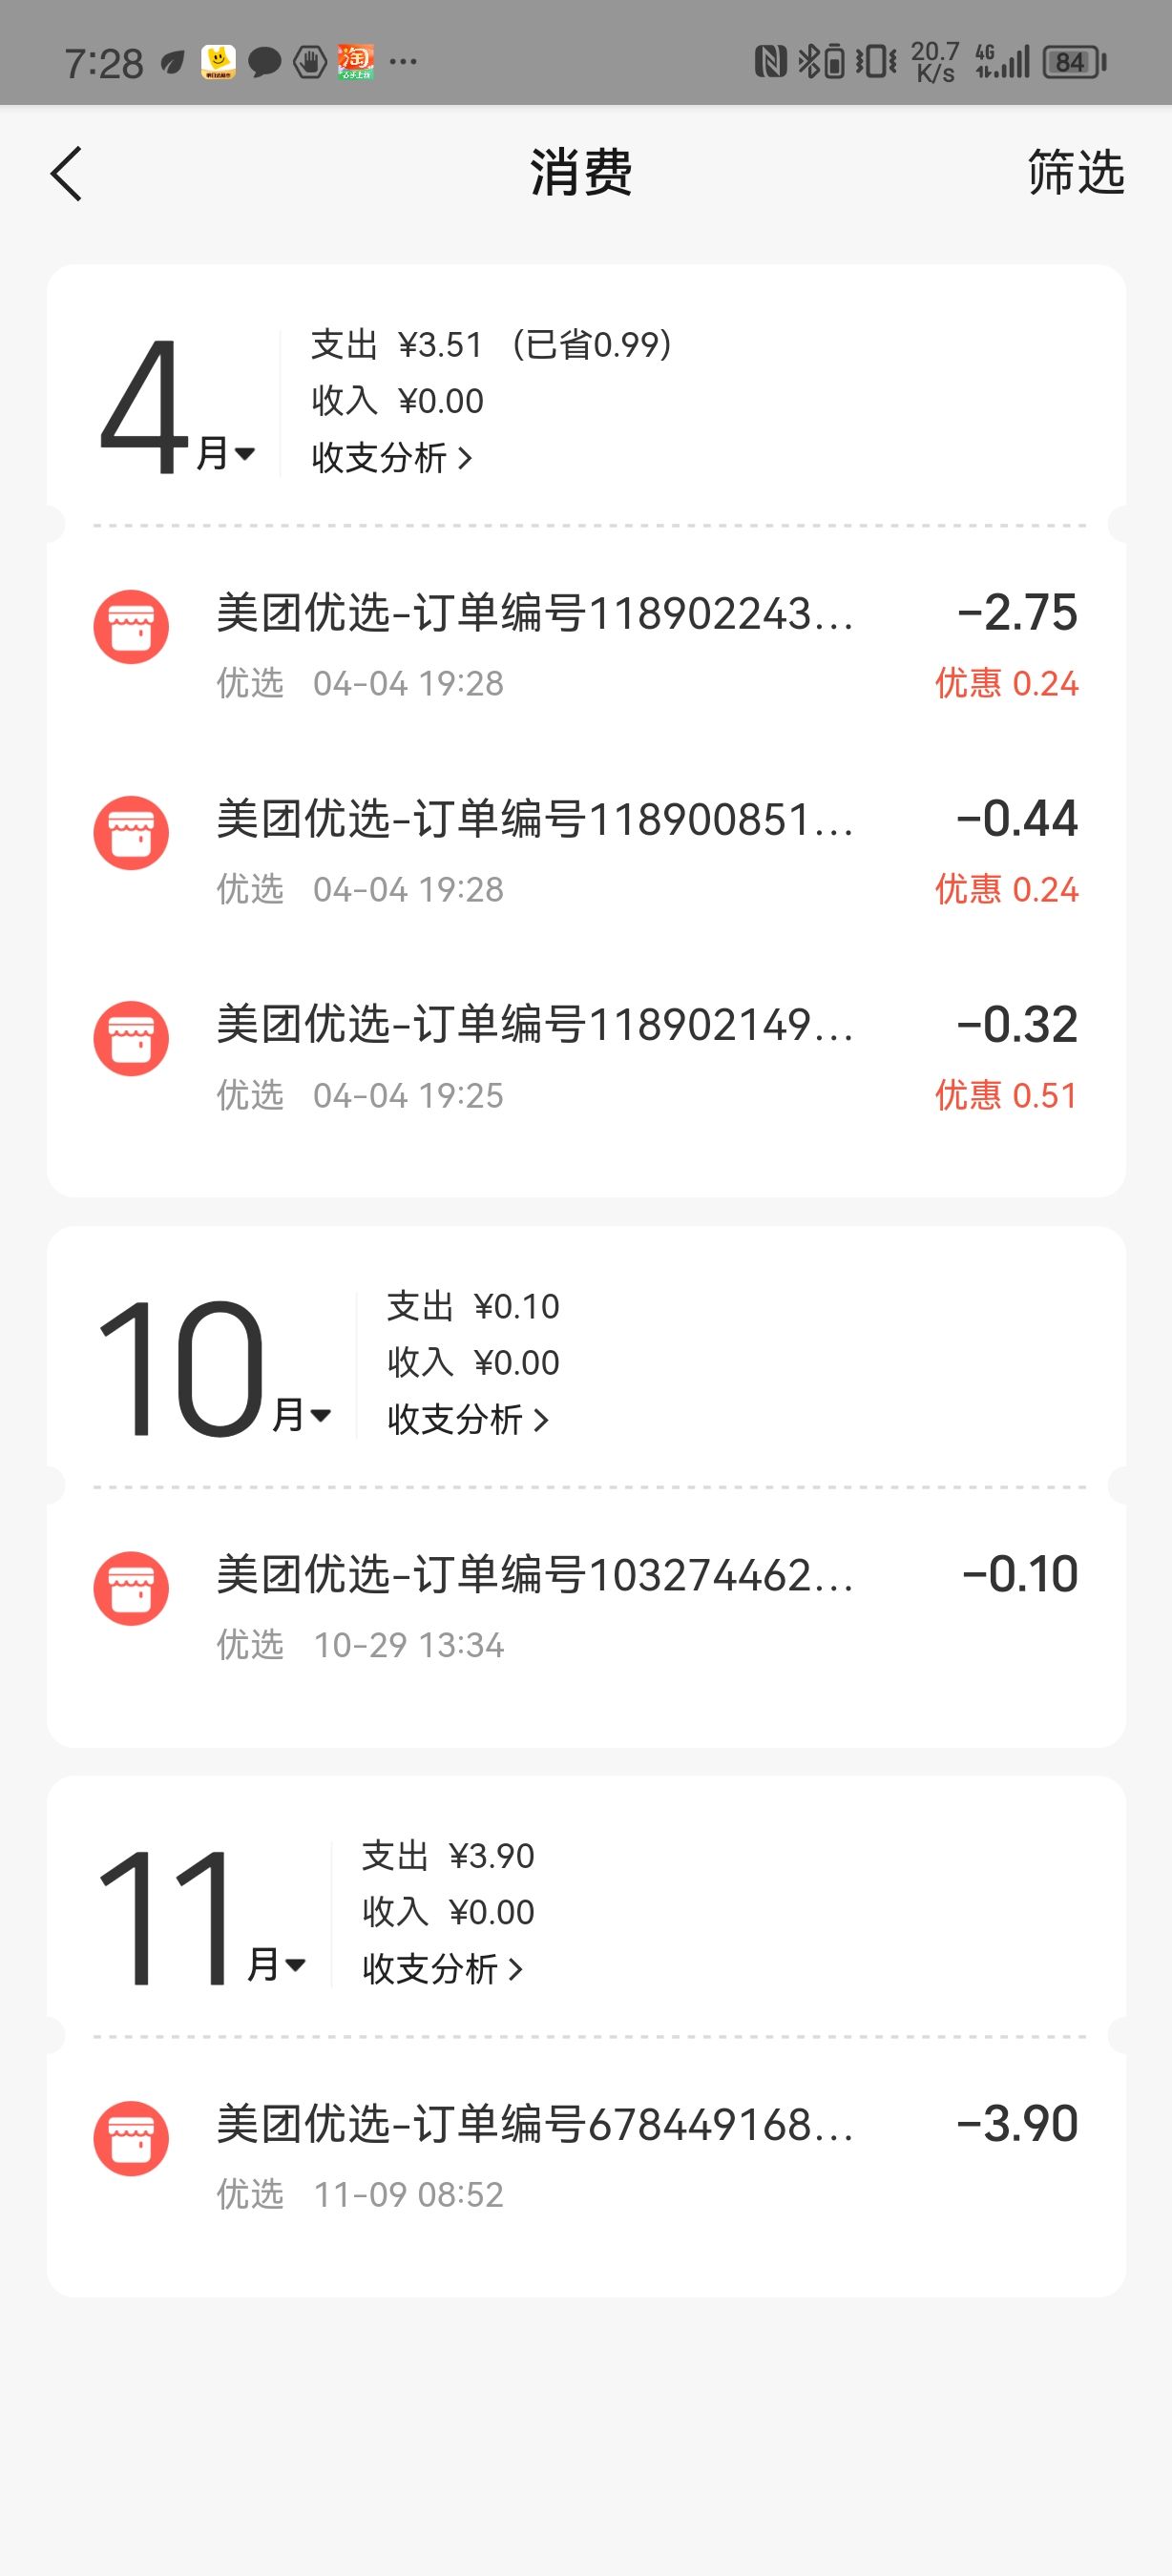 7:28 淘 ... 20.7 K/s 4G 84
消费 筛选
4月
支出 ¥3.51 (已省0.99)
收入 ¥0.00
收支分析
美团优选-订单编号118902243... -2.75
优选 04-04 19:28 优惠 0.24
美团优选-订单编号118900851... -0.44
优选 04-04 19:28 优惠 0.24
美团优选-订单编号118902149... -0.32
优选 04-04 19:25 优惠 0.51
10月
支出 ¥0.10
收入 ¥0.00
收支分析
美团优选-订单编号103274462... -0.10
优选 10-29 13:34
11月
支出 ¥3.90
收入 ¥0.00
收支分析
美团优选-订单编号678449168... -3.90
优选 11-09 08:52